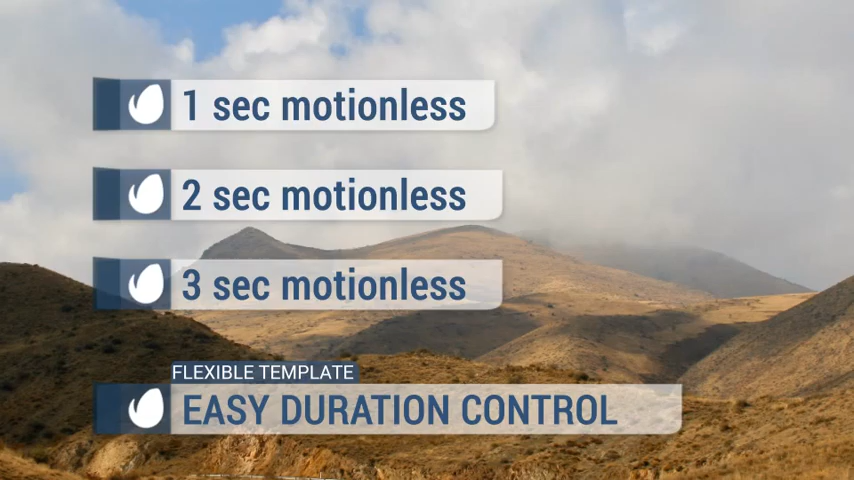 1 sec motionless
2 sec motionless
3 sec motionless
FLEXIBLE TEMPLATE
EASY DURATION CONTROL